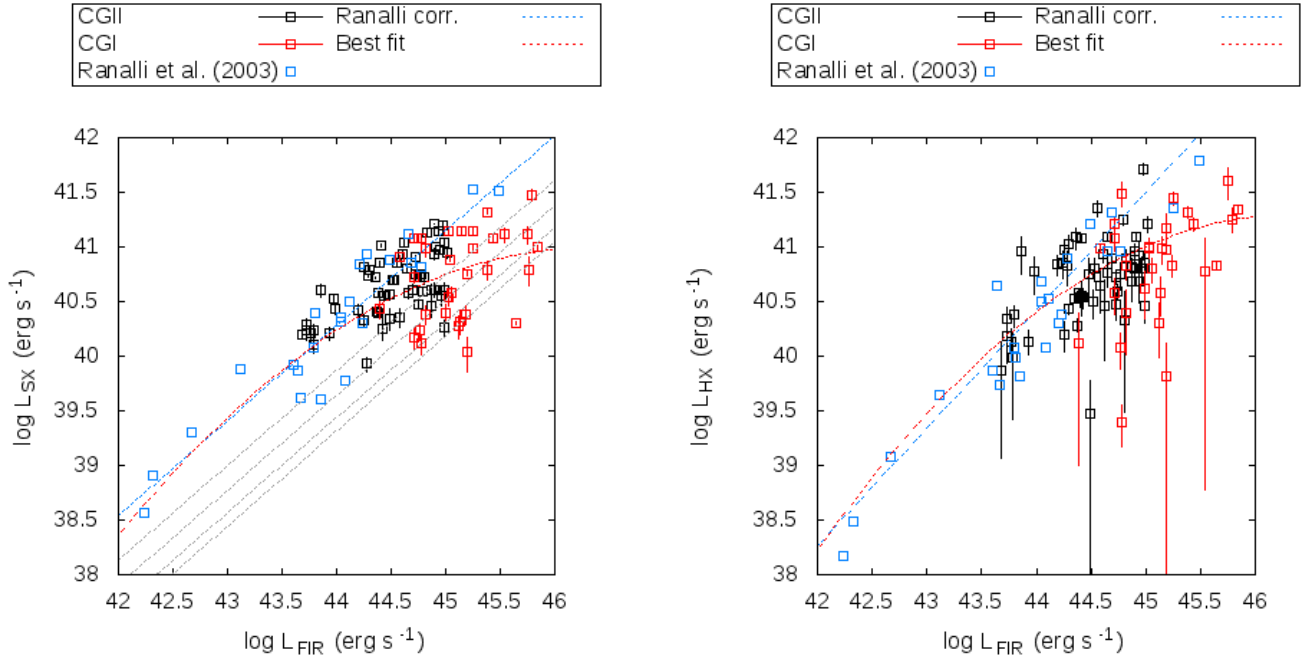 CGII Ranalli corr.
CGI Best fit
Ranalli et al. (2003)
42
41.5
41
40.5
40
39.5
39
38.5
38
log L_SX (erg s⁻¹)
42 42.5 43 43.5 44 44.5 45 45.5 46
log L_FIR (erg s⁻¹)
CGII Ranalli corr.
CGI Best fit
Ranalli et al. (2003)
42
41.5
41
40.5
40
39.5
39
38.5
38
log L_HX (erg s⁻¹)
42 42.5 43 43.5 44 44.5 45 45.5 46
log L_FIR (erg s⁻¹)